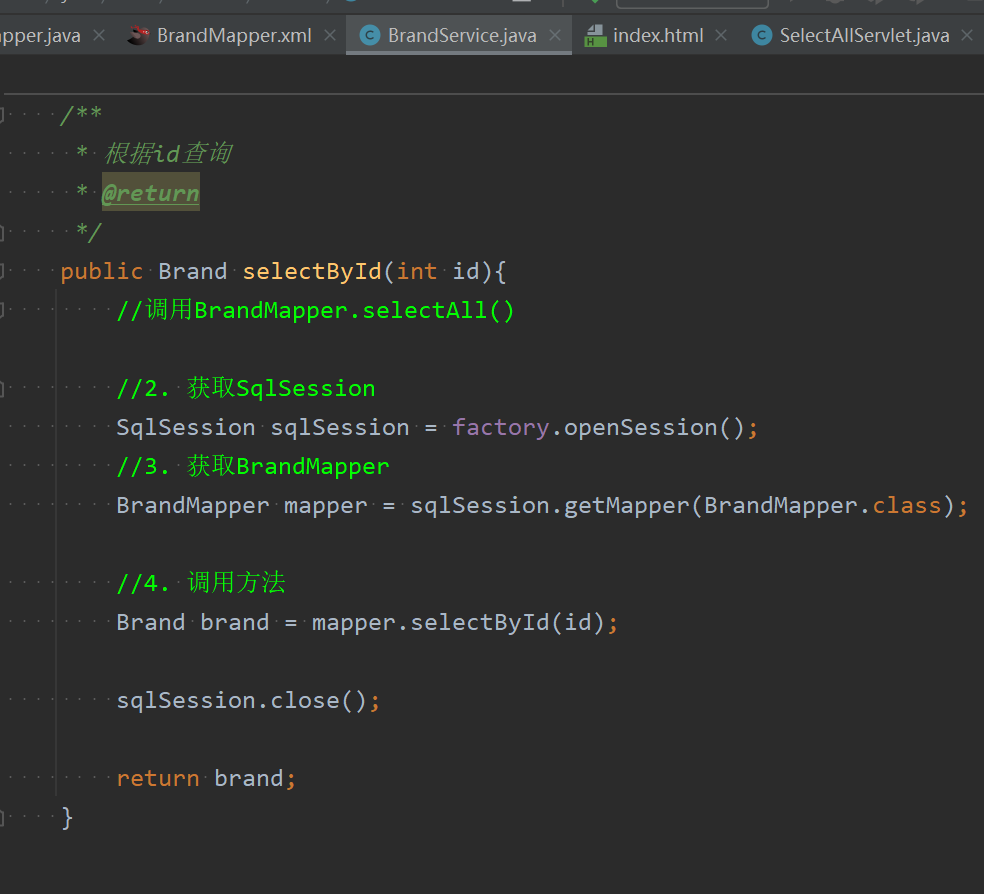 pper.java BrandMapper.xml BrandService.java index.html SelectAllServlet.java
/**
* 根据id查询
* @return
*/
public Brand selectById(int id){
//调用BrandMapper.selectAll()
//2. 获取SqlSession
SqlSession sqlSession = factory.openSession();
//3. 获取BrandMapper
BrandMapper mapper = sqlSession.getMapper(BrandMapper.class);
//4. 调用方法
Brand brand = mapper.selectById(id);
sqlSession.close();
return brand;
}